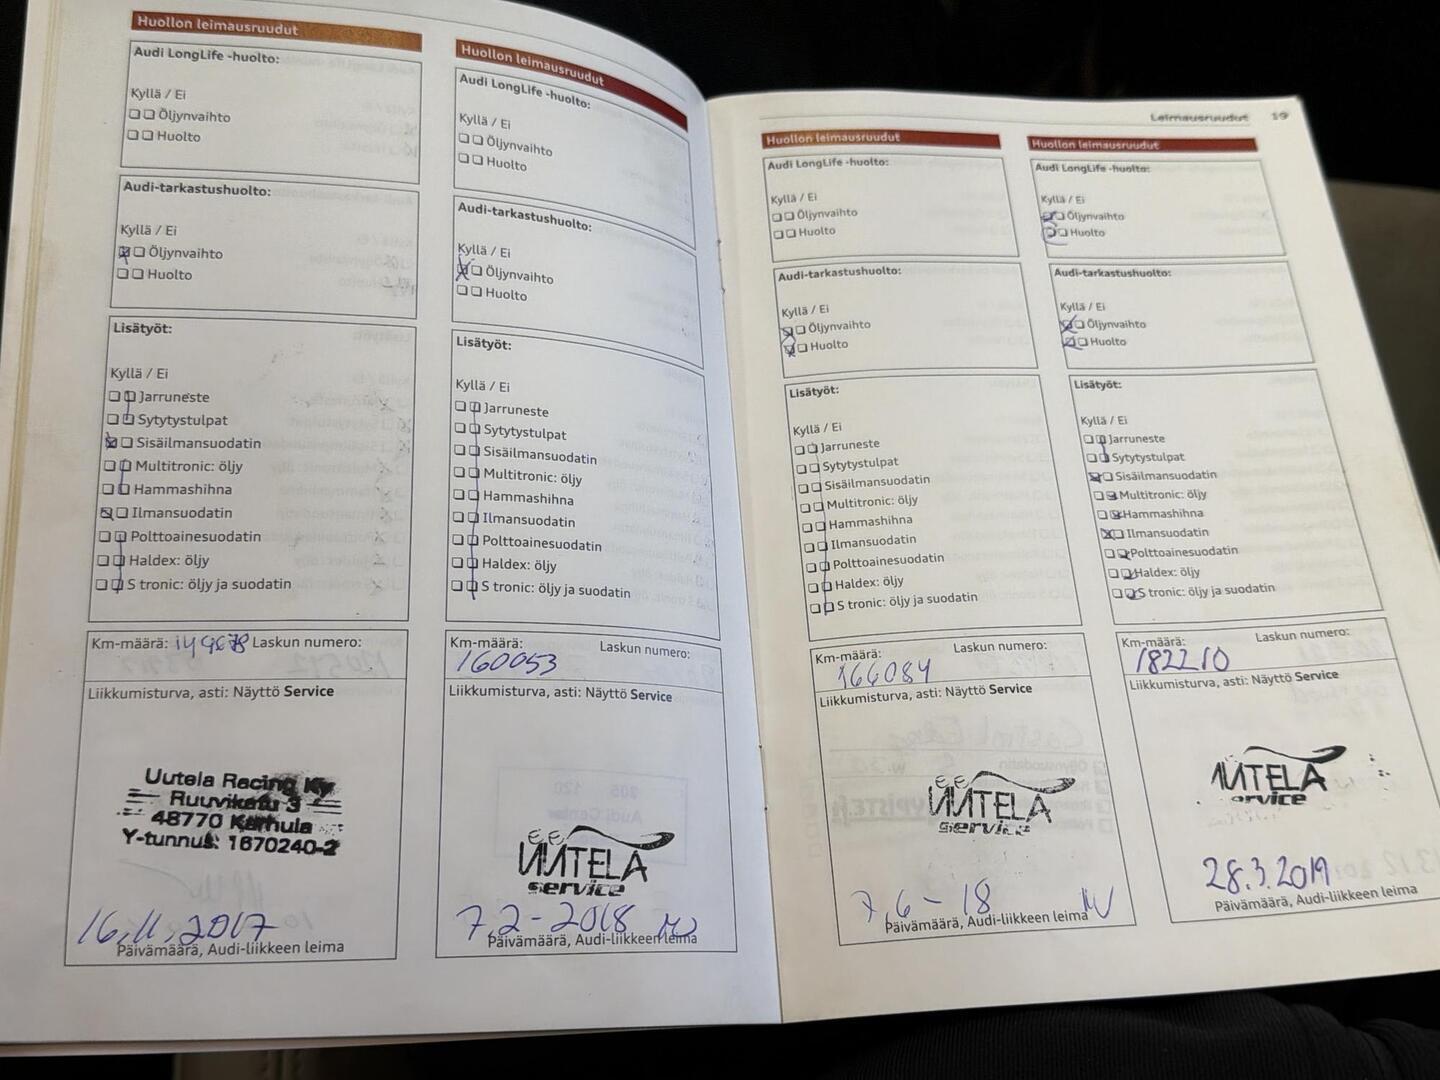 Huollon leimausruudut
Audi LongLife -huolto:
Kyllä / Ei
Öljynvaihto
Huolto
Audi-tarkastushuolto:
Kyllä / Ei
Öljynvaihto
Huolto
Lisätyöt:
Kyllä / Ei
Jarruneste
Sytytystulpat
Sisäilmansuodatin
Multitronic: öljy
Hammashihna
Ilmansuodatin
Polttoainesuodatin
Haldex: öljy
S tronic: öljy ja suodatin
Km-määrä: Laskun numero:
Liikkumisturva, asti: Näyttö Service
Uutela Racing Ky
Ruuvikatu 3
48770 Karhula
Y-tunnus: 1670240-2
16.11.2017
Päivämäärä, Audi-liikkeen leima
Huollon leimausruudut
Audi LongLife -huolto:
Kyllä / Ei
Öljynvaihto
Huolto
Audi-tarkastushuolto:
Kyllä / Ei
Öljynvaihto
Huolto
Lisätyöt:
Kyllä / Ei
Jarruneste
Sytytystulpat
Sisäilmansuodatin
Multitronic: öljy
Hammashihna
Ilmansuodatin
Polttoainesuodatin
Haldex: öljy
S tronic: öljy ja suodatin
Km-määrä: Laskun numero:
160053
Liikkumisturva, asti: Näyttö Service
UUTELA
service
7.2-2018
Päivämäärä, Audi-liikkeen leima
Leimausruudut 19
Huollon leimausruudut
Audi LongLife -huolto:
Kyllä / Ei
Öljynvaihto
Huolto
Audi-tarkastushuolto:
Kyllä / Ei
Öljynvaihto
Huolto
Lisätyöt:
Kyllä / Ei
Jarruneste
Sytytystulpat
Sisäilmansuodatin
Multitronic: öljy
Hammashihna
Ilmansuodatin
Polttoainesuodatin
Haldex: öljy
S tronic: öljy ja suodatin
Km-määrä: Laskun numero:
166084
Liikkumisturva, asti: Näyttö Service
UUTELA
service
7.6-18
Päivämäärä, Audi-liikkeen leima
Huollon leimausruudut
Audi LongLife -huolto:
Kyllä / Ei
Öljynvaihto
Huolto
Audi-tarkastushuolto:
Kyllä / Ei
Öljynvaihto
Huolto
Lisätyöt:
Kyllä / Ei
Jarruneste
Sytytystulpat
Sisäilmansuodatin
Multitronic: öljy
Hammashihna
Ilmansuodatin
Polttoainesuodatin
Haldex: öljy
S tronic: öljy ja suodatin
Km-määrä: Laskun numero:
182210
Liikkumisturva, asti: Näyttö Service
UUTELA
service
28.3.2019
Päivämäärä, Audi-liikkeen leima